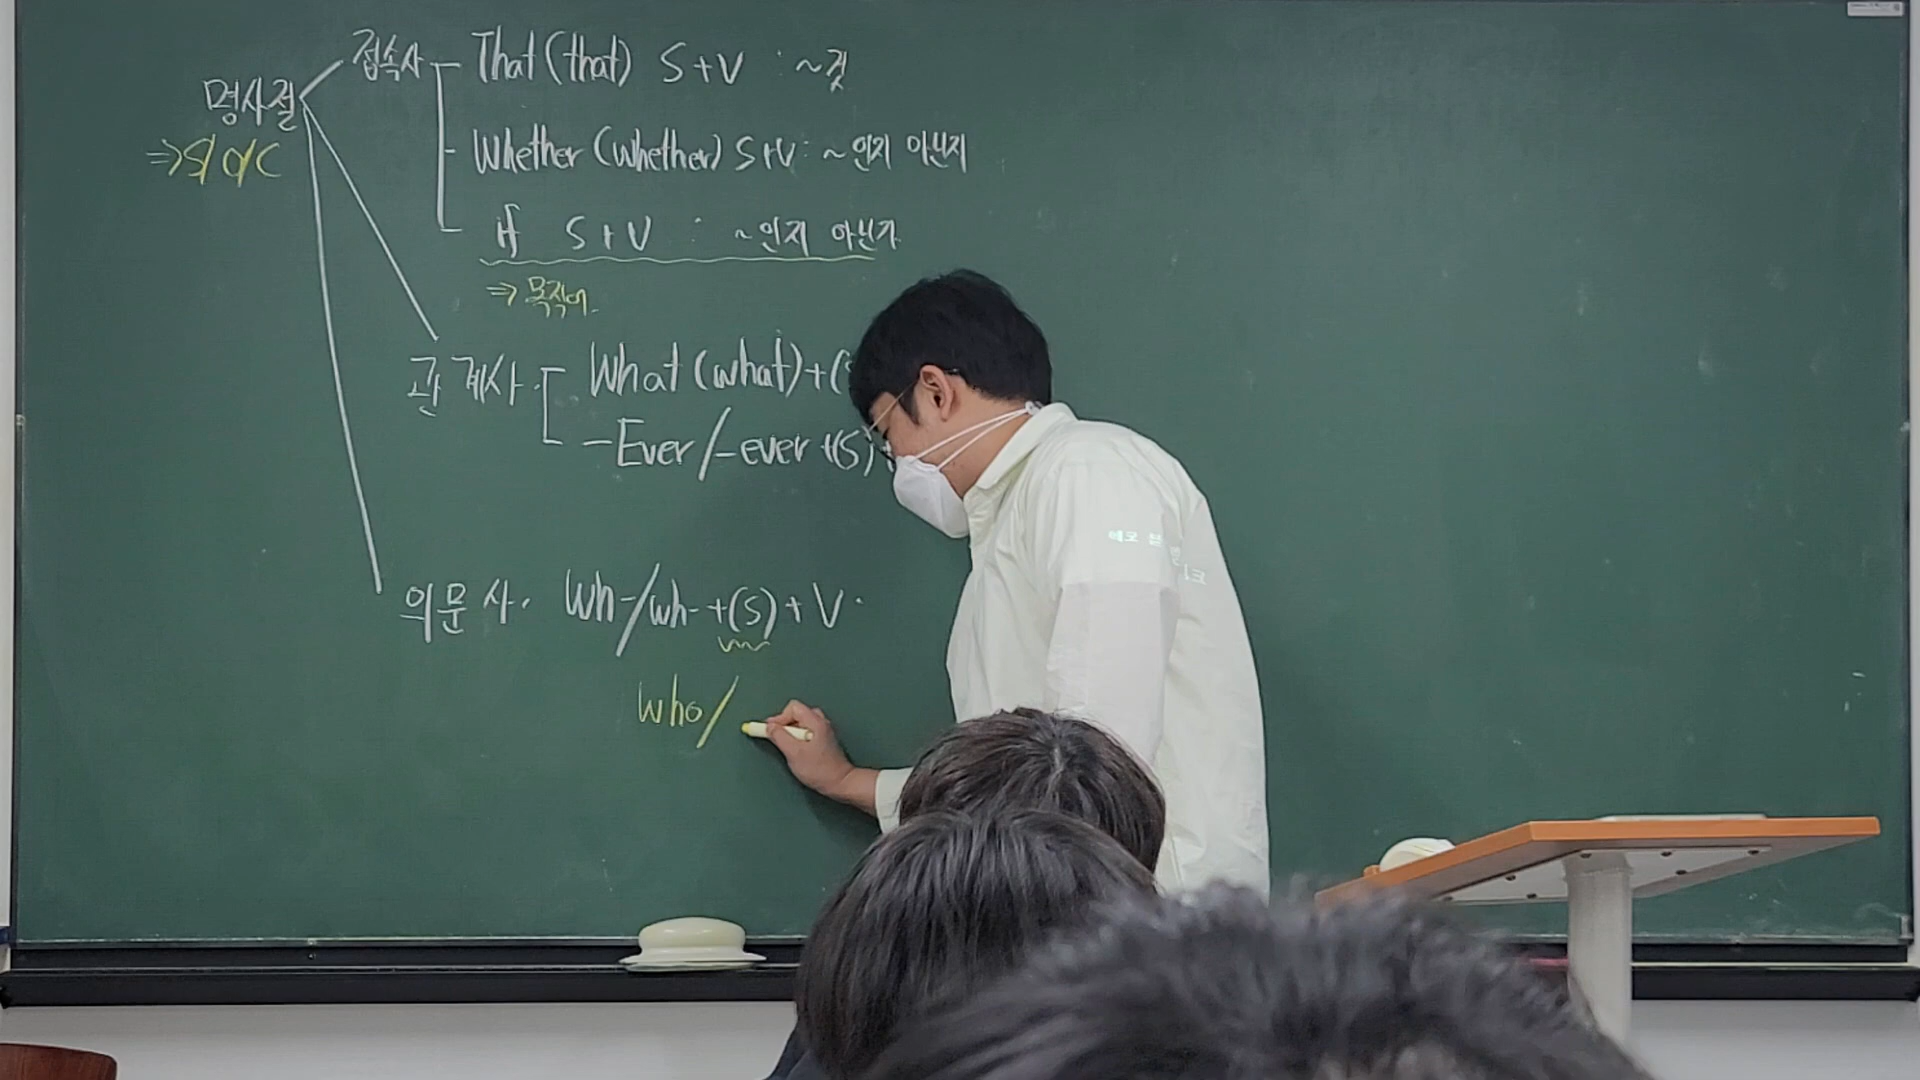 명사절
⇒ S/O/C
접속사
That (that) S+V : ~것
Whether (whether) S+V : ~인지 아닌지
if S+V : ~인지 아닌지
⇒ 목적어.
관계사
What (what) + (
-Ever/-ever +(S)
의문사. Wh-/wh- +(S) + V.
who/